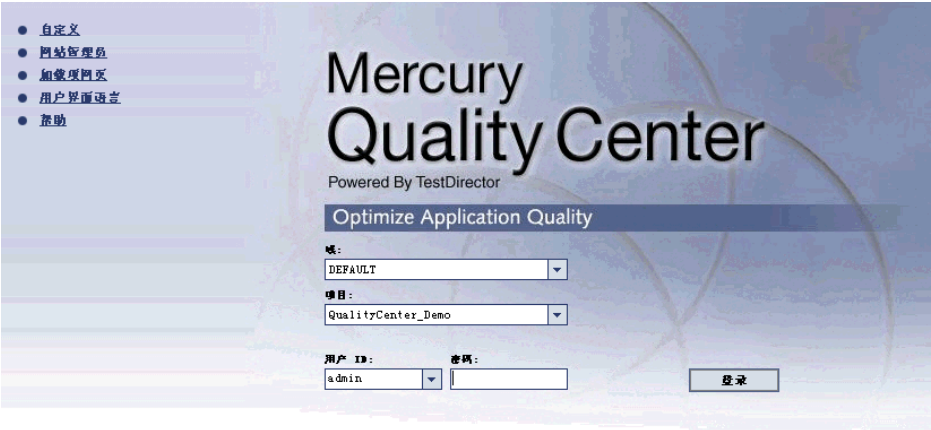 自定义
网站管理员
加载项网页
用户界面语言
帮助
Mercury
Quality Center
Powered By TestDirector
Optimize Application Quality
域:
DEFAULT
项目:
QualityCenter_Demo
用户 ID: 密码:
admin
登录